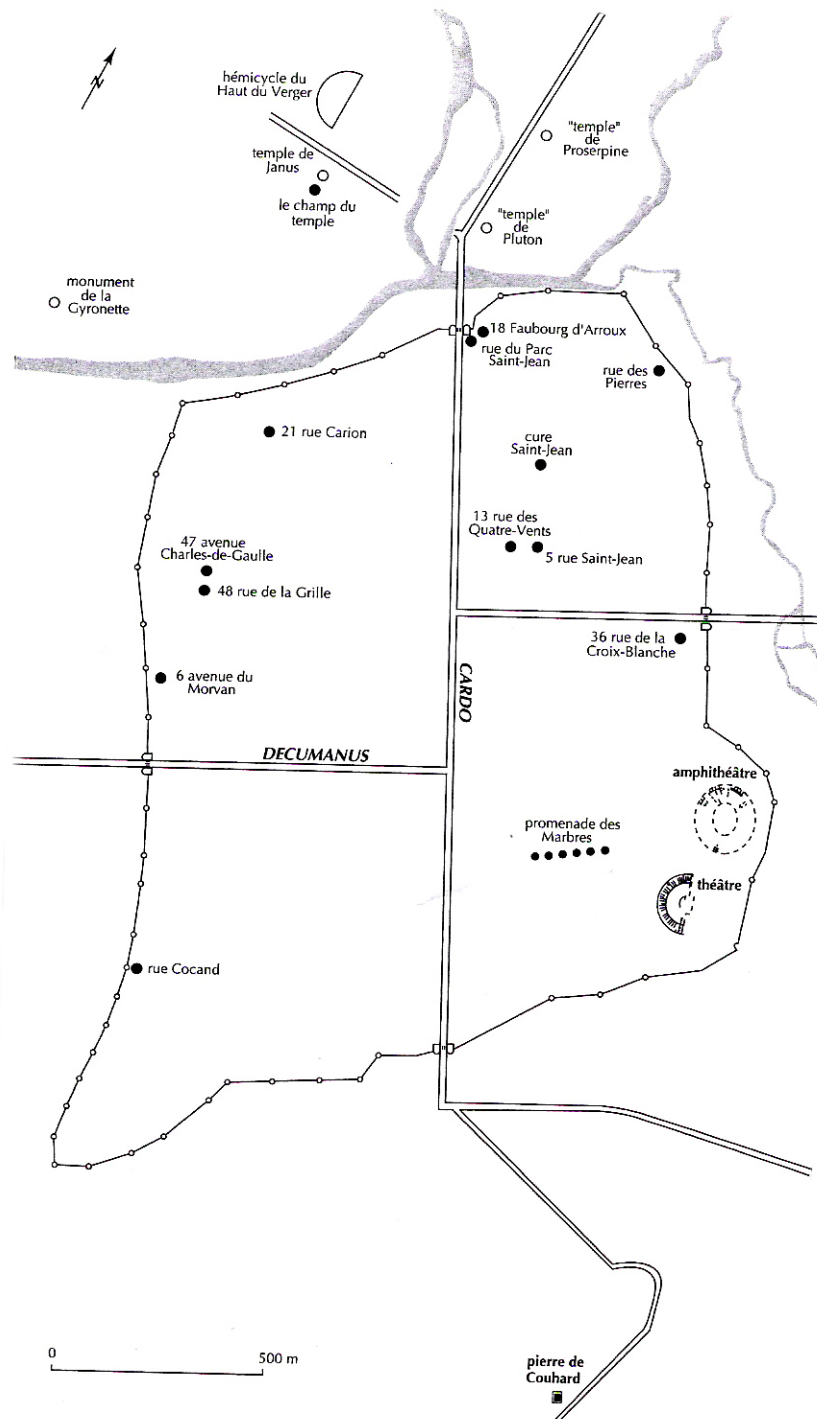 N
hémicycle du
Haut du Verger
temple de
Janus
le champ du
temple
"temple"
de
Proserpine
"temple"
de
Pluton
monument
de la
Gyronette
18 Faubourg d'Arroux
rue du Parc
Saint-Jean
rue des
Pierres
21 rue Carion
cure
Saint-Jean
13 rue des
Quatre-Vents
5 rue Saint-Jean
47 avenue
Charles-de-Gaulle
48 rue de la Grille
36 rue de la
Croix-Blanche
6 avenue du
Morvan
CARDO
DECUMANUS
amphithéâtre
promenade des
Marbres
théâtre
rue Cocand
0
500 m
pierre de
Couhard